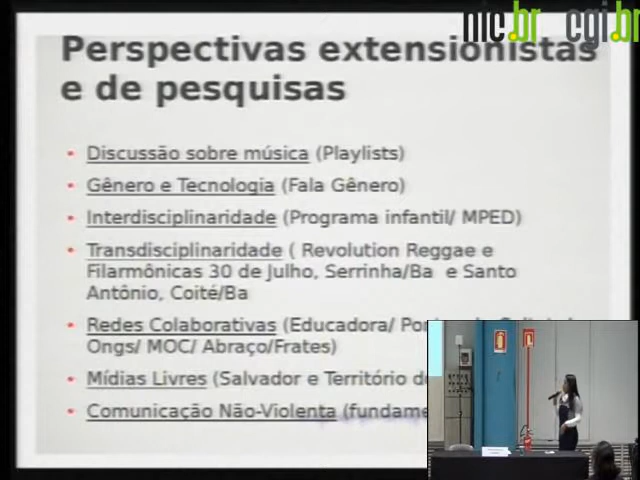 nic.br cgi.br
Perspectivas extensionistas
e de pesquisas
• Discussão sobre música (Playlists)
• Gênero e Tecnologia (Fala Gênero)
• Interdisciplinaridade (Programa infantil/ MPED)
• Transdisciplinaridade ( Revolution Reggae e
Filarmônicas 30 de Julho, Serrinha/Ba e Santo
Antônio, Coité/Ba
• Redes Colaborativas (Educadora/
Ongs/ MOC/ Abraço/Frates)
• Mídias Livres (Salvador e Território
• Comunicação Não-Violenta